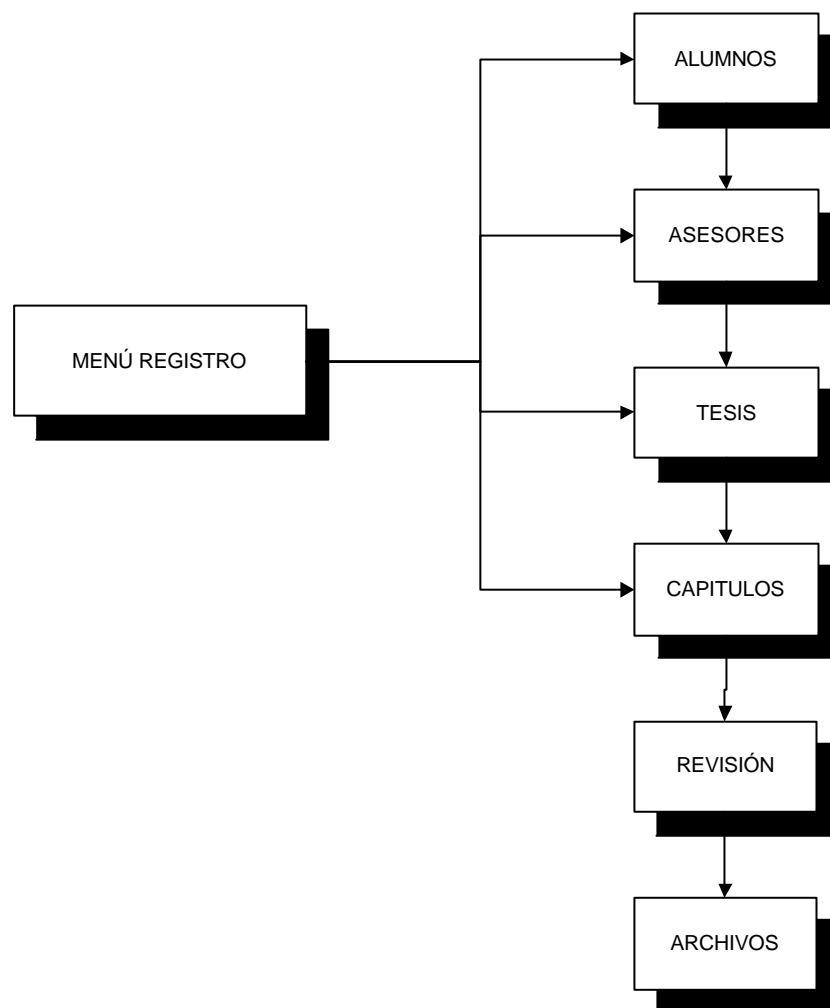 ALUMNOS
ASESORES
MENÚ REGISTRO
TESIS
CAPITULOS
REVISIÓN
ARCHIVOS